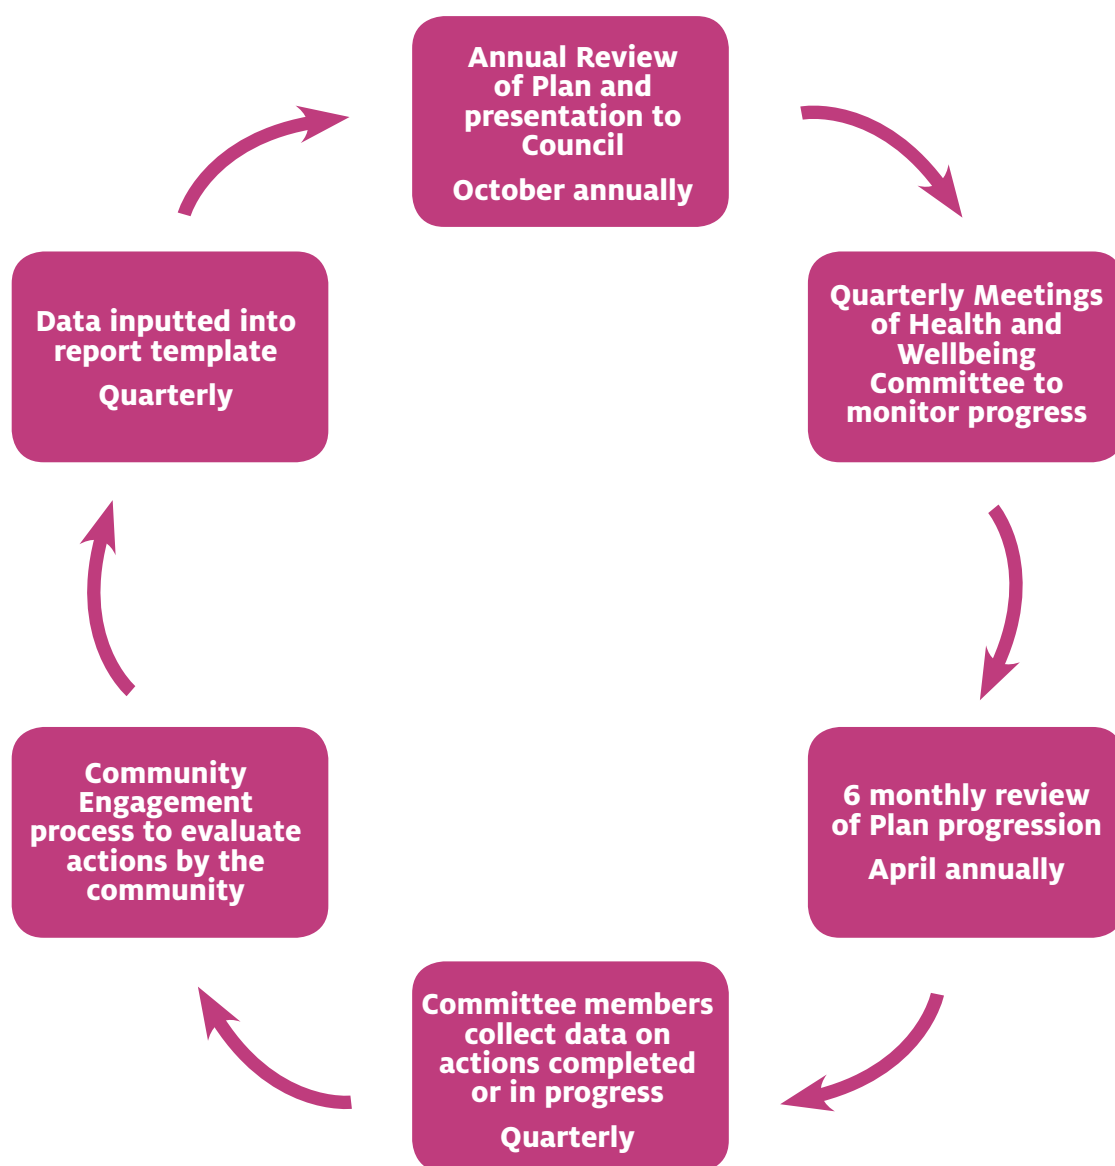 Annual Review
of Plan and
presentation to
Council
October annually
Quarterly Meetings
of Health and
Wellbeing
Committee to
monitor progress
6 monthly review
of Plan progression
April annually
Committee members
collect data on
actions completed
or in progress
Quarterly
Community
Engagement
process to evaluate
actions by the
community
Data inputted into
report template
Quarterly